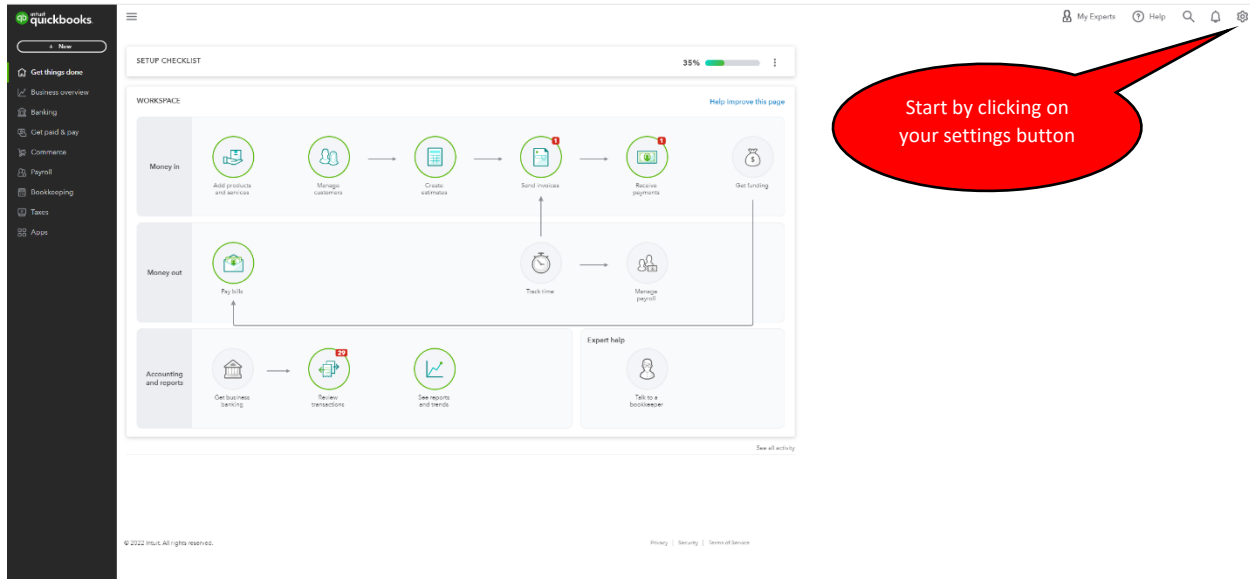 intuit
quickbooks.
My Experts
Help
+ New
Get things done
Business overview
Banking
Get paid & pay
Commerce
Payroll
Bookkeeping
Taxes
Apps
SETUP CHECKLIST
35%
Start by clicking on
your settings button
WORKSPACE
Help improve this page
Money in
Add products
and services
Manage
customers
Create
estimates
1
Send invoices
1
Receive
payments
Get funding
Money out
Pay bills
Track time
Manage
payroll
Accounting
and reports
Get business
banking
29
Review
transactions
See reports
and trends
Expert help
Talk to a
bookkeeper
See all activity
© 2022 Intuit. All rights reserved.
Privacy | Security | Terms of Service